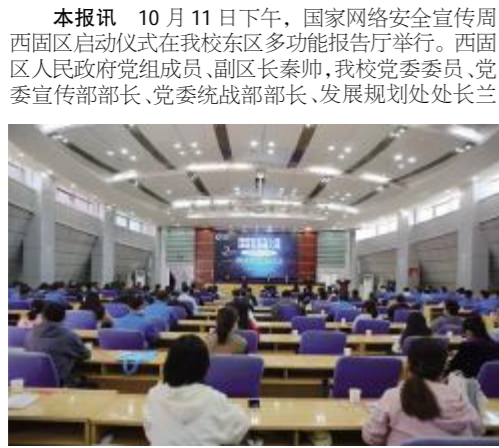 本报讯 10 月 11 日下午，国家网络安全宣传周
西固区启动仪式在我校东区多功能报告厅举行。西固
区人民政府党组成员、副区长秦帅，我校党委委员、党
委宣传部部长、党委统战部部长、发展规划处处长兰